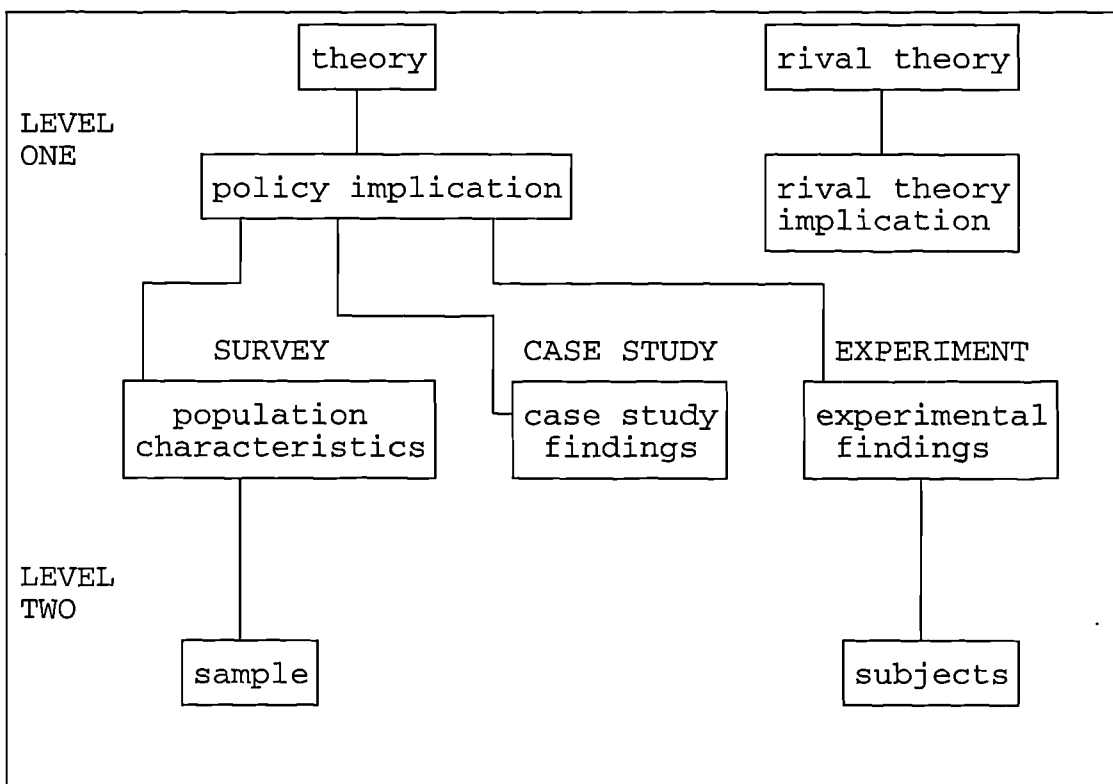 theory
rival theory
LEVEL
ONE
policy implication
rival theory
implication
SURVEY
CASE STUDY
EXPERIMENT
population
characteristics
case study
findings
experimental
findings
LEVEL
TWO
sample
subjects